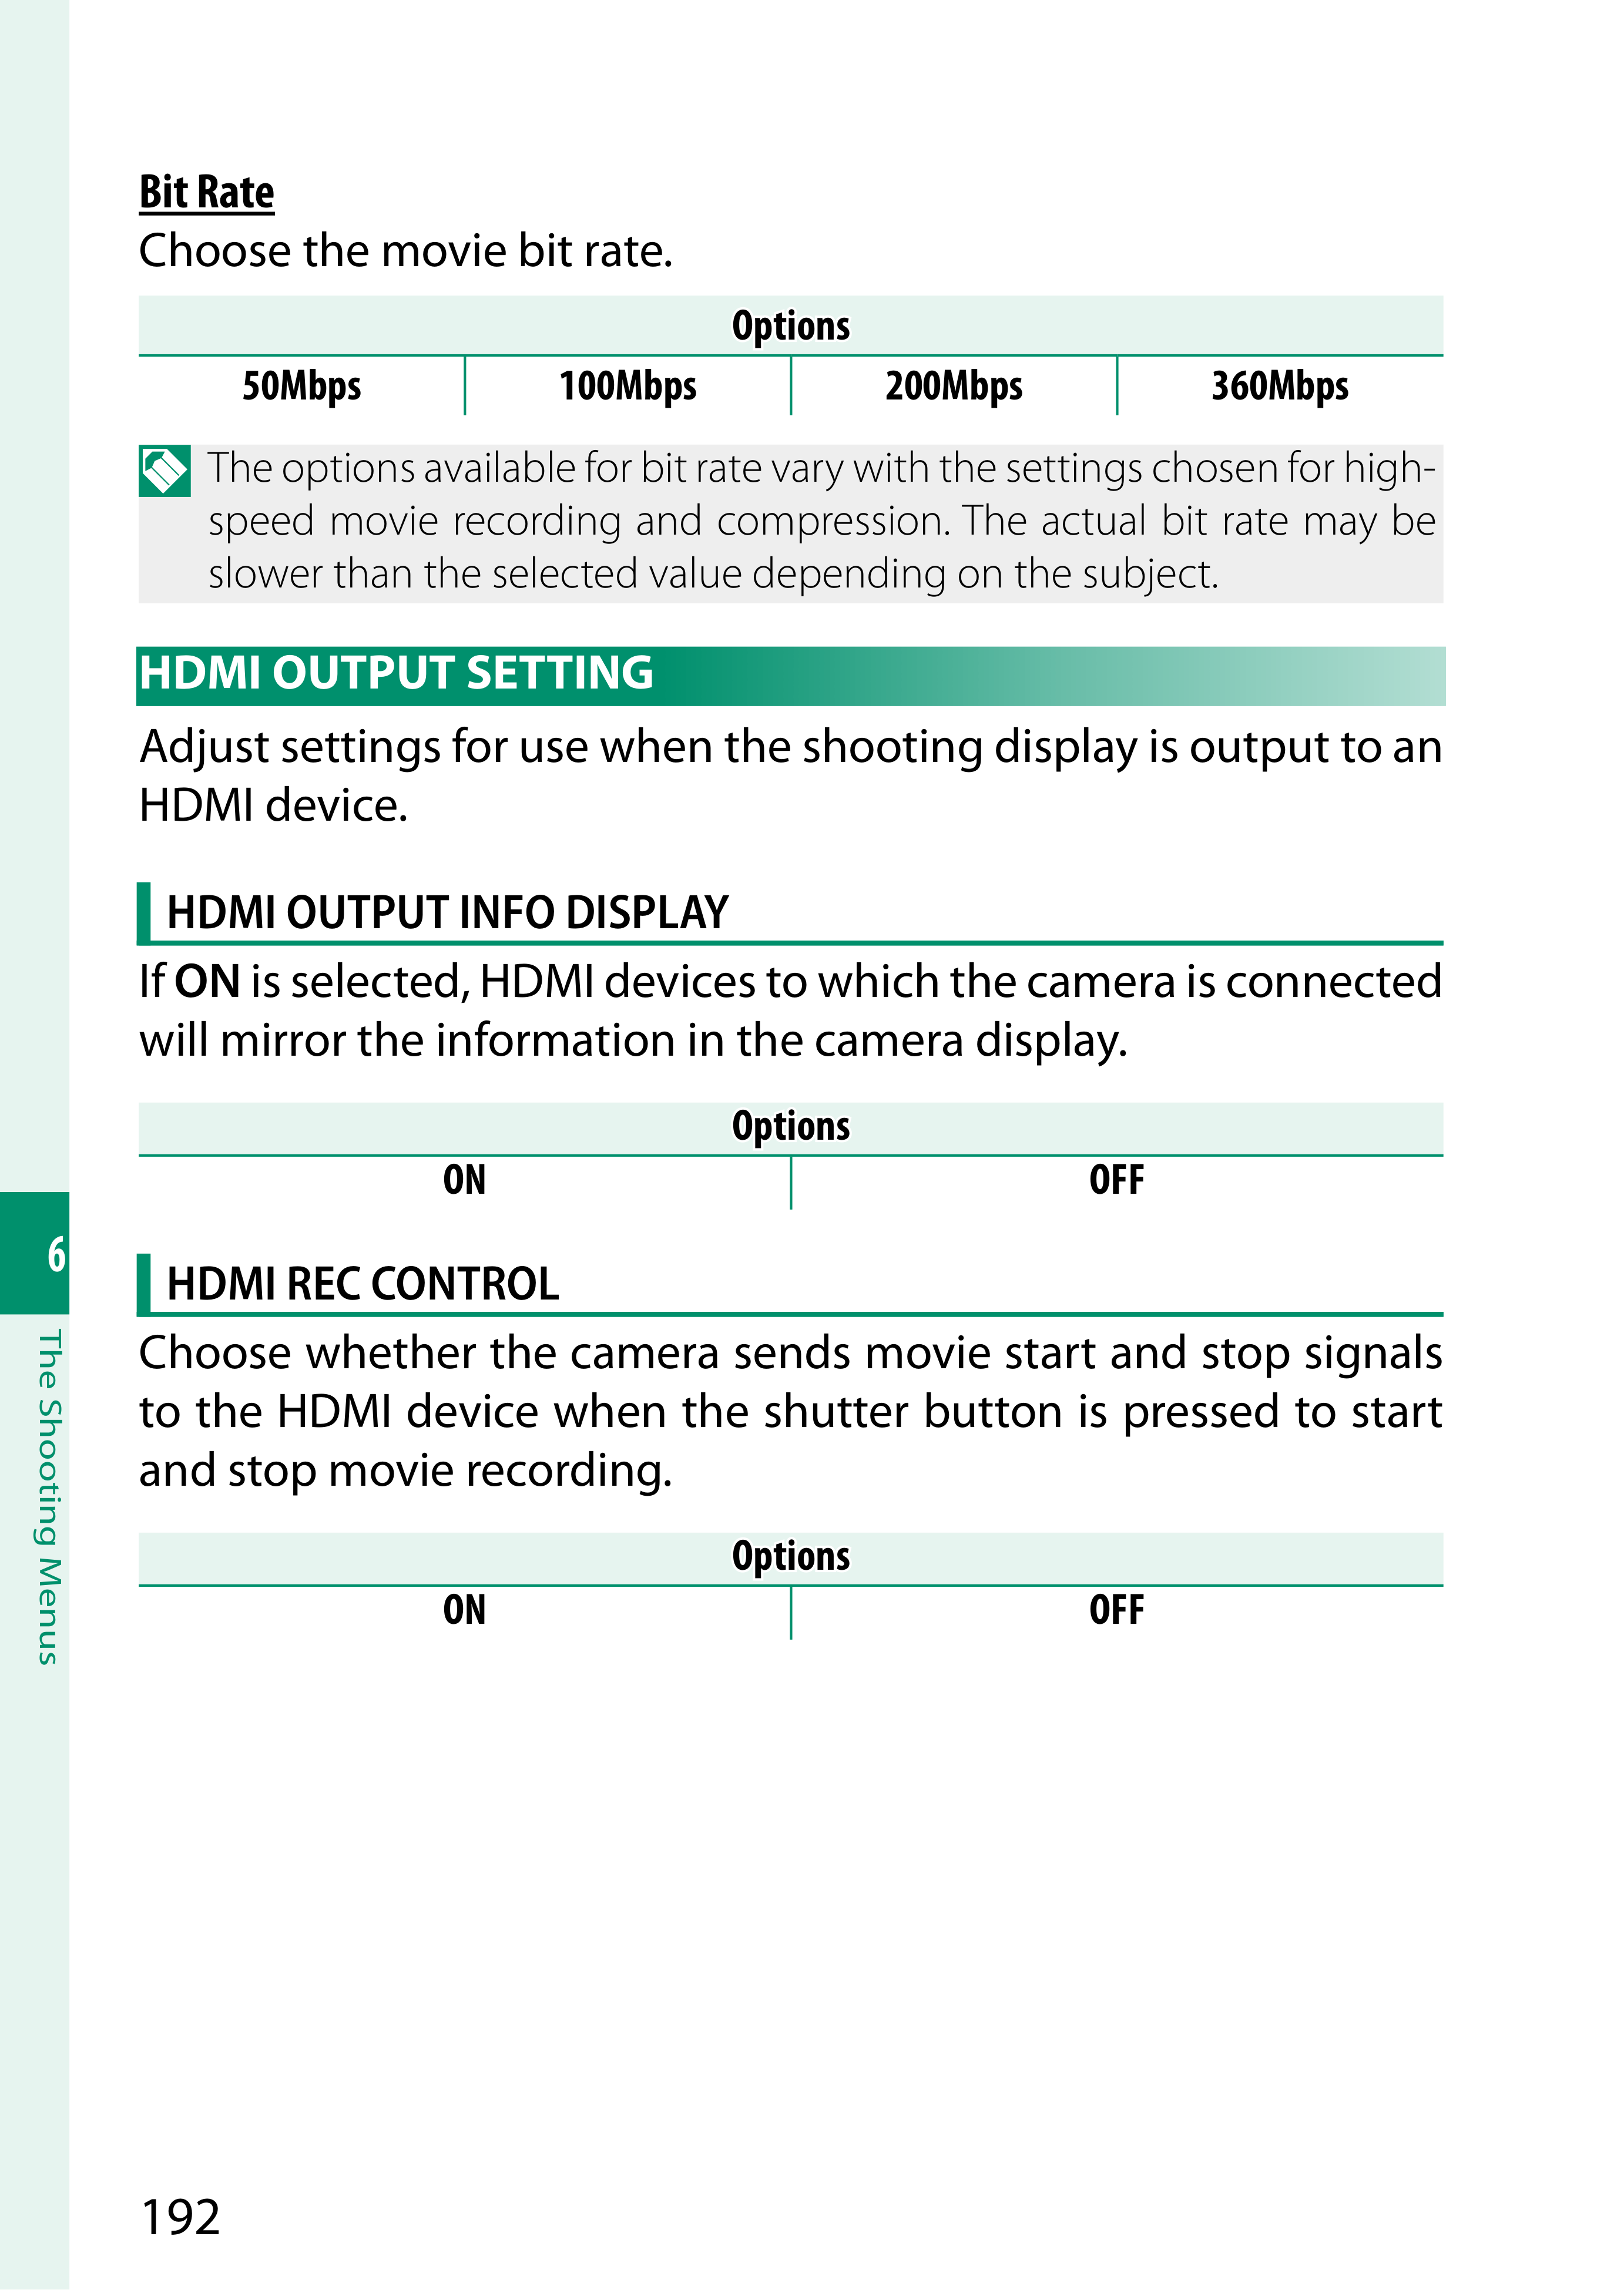 Bit Rate
Choose the movie bit rate.
Options
50Mbps 100Mbps 200Mbps 360Mbps
The options available for bit rate vary with the settings chosen for high-
speed movie recording and compression. The actual bit rate may be
slower than the selected value depending on the subject.
HDMI OUTPUT SETTING
Adjust settings for use when the shooting display is output to an
HDMI device.
HDMI OUTPUT INFO DISPLAY
If ON is selected, HDMI devices to which the camera is connected
will mirror the information in the camera display.
Options
ON OFF
HDMI REC CONTROL
Choose whether the camera sends movie start and stop signals
to the HDMI device when the shutter button is pressed to start
and stop movie recording.
Options
ON OFF
6
The Shooting Menus
192